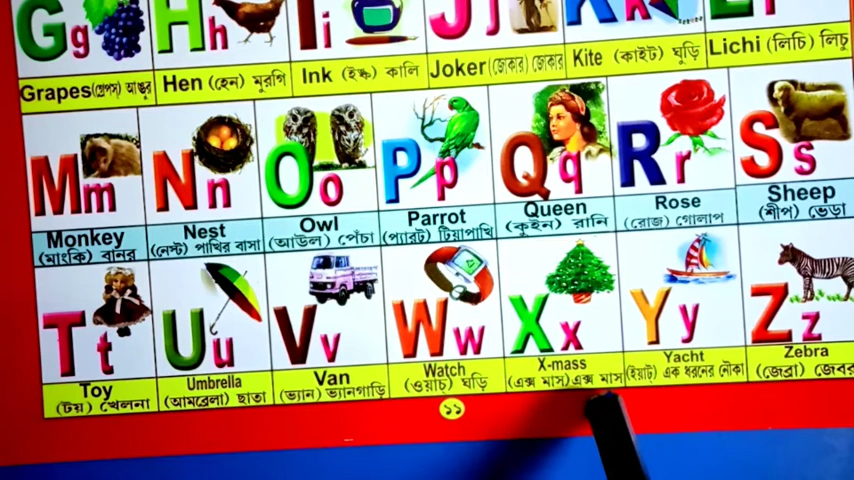 G g H h I i J j K k
Grapes(গ্রেপস) আঙ্গুর Hen (হেন) মুরগি Ink (ইঙ্ক) কালি Joker(জোকার) জোকার Kite (কাইট) ঘুড়ি Lichi (লিচি) লিচু
M m N n O o P p Q q R r S s
Monkey Nest Owl Parrot Queen Rose Sheep
(মাংকি) বানর (নেস্ট) পাখির বাসা (আউল) পেঁচা (প্যারট) টিয়াপাখি (কুইন) রানি (রোজ) গোলাপ (শীপ) ভেড়া
T t U u V v W w X x Y y Z z
Toy Umbrella Van Watch X-mass Yacht Zebra
(টয়) খেলনা (আমব্রেলা) ছাতা (ভ্যান) ভ্যানগাড়ি (ওয়াচ) ঘড়ি (এক্স মাস)এক্স মাস (ইয়াট্) এক ধরনের নৌকা (জেব্রা)
১১